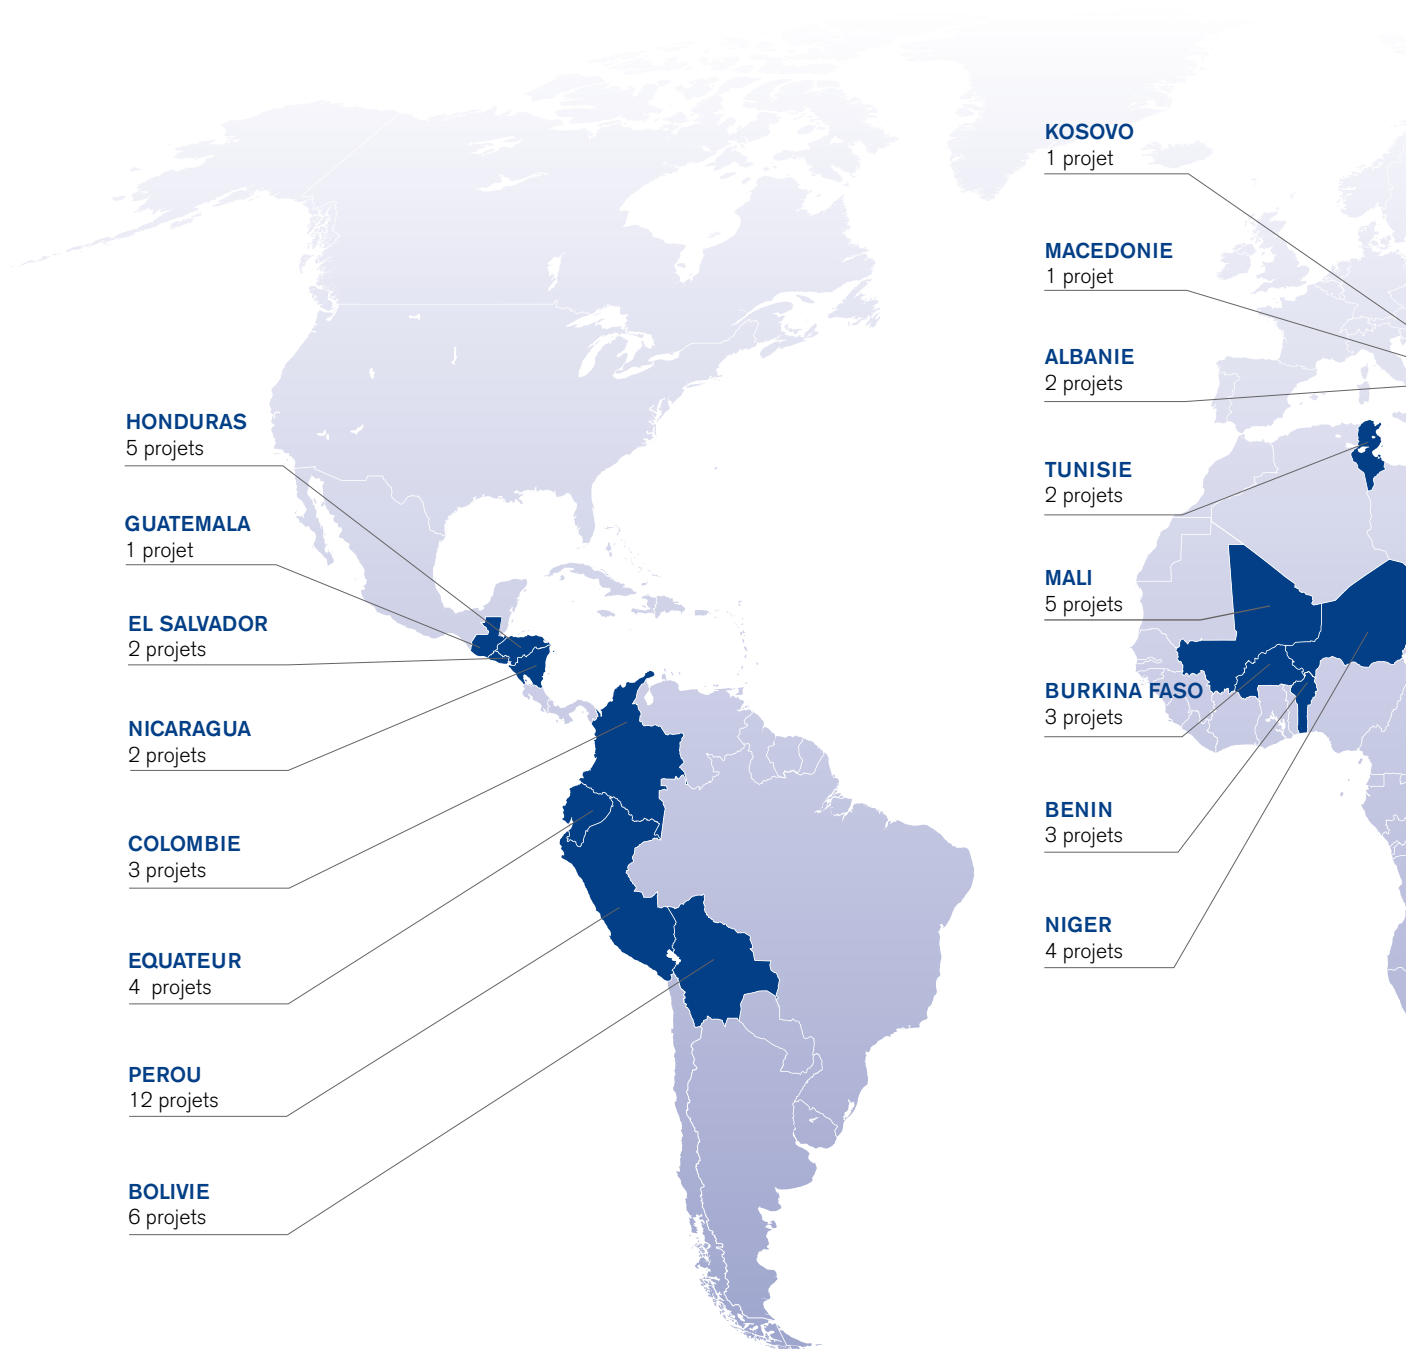 HONDURAS
5 projets
GUATEMALA
1 projet
EL SALVADOR
2 projets
NICARAGUA
2 projets
COLOMBIE
3 projets
EQUATEUR
4 projets
PEROU
12 projets
BOLIVIE
6 projets
KOSOVO
1 projet
MACEDONIE
1 projet
ALBANIE
2 projets
TUNISIE
2 projets
MALI
5 projets
BURKINA FASO
3 projets
BENIN
3 projets
NIGER
4 projets